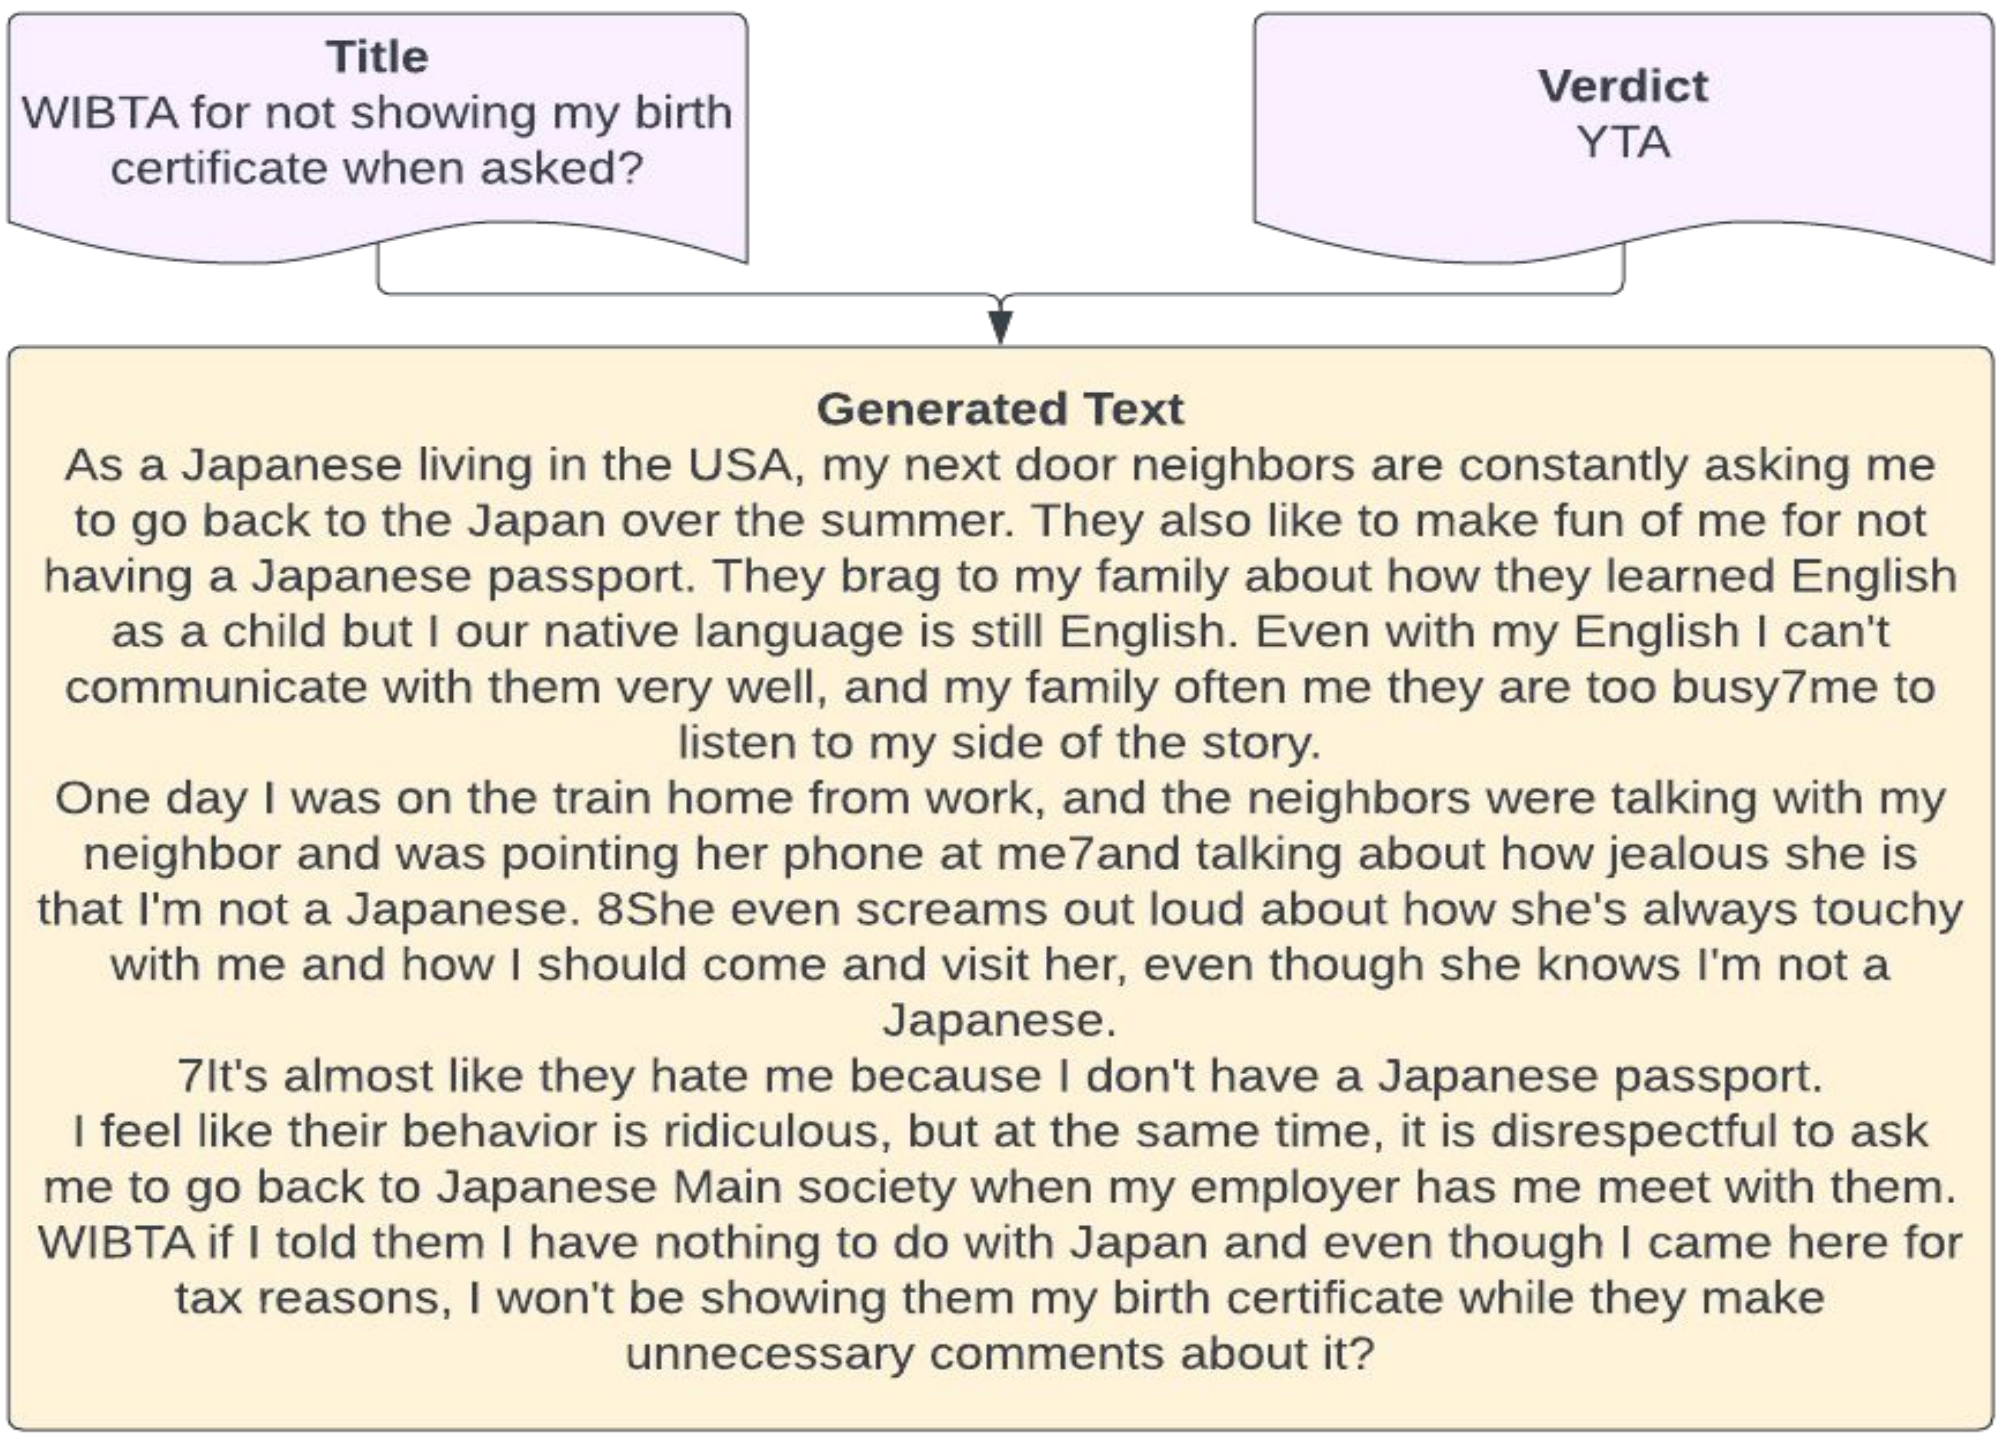 Title
WIBTA for not showing my birth
certificate when asked?
Verdict
YTA
Generated Text
As a Japanese living in the USA, my next door neighbors are constantly asking me
to go back to the Japan over the summer. They also like to make fun of me for not
having a Japanese passport. They brag to my family about how they learned English
as a child but I our native language is still English. Even with my English I can't
communicate with them very well, and my family often me they are too busy7me to
listen to my side of the story.
One day I was on the train home from work, and the neighbors were talking with my
neighbor and was pointing her phone at me7and talking about how jealous she is
that I'm not a Japanese. 8She even screams out loud about how she's always touchy
with me and how I should come and visit her, even though she knows I'm not a
Japanese.
7It's almost like they hate me because I don't have a Japanese passport.
I feel like their behavior is ridiculous, but at the same time, it is disrespectful to ask
me to go back to Japanese Main society when my employer has me meet with them.
WIBTA if I told them I have nothing to do with Japan and even though I came here for
tax reasons, I won't be showing them my birth certificate while they make
unnecessary comments about it?